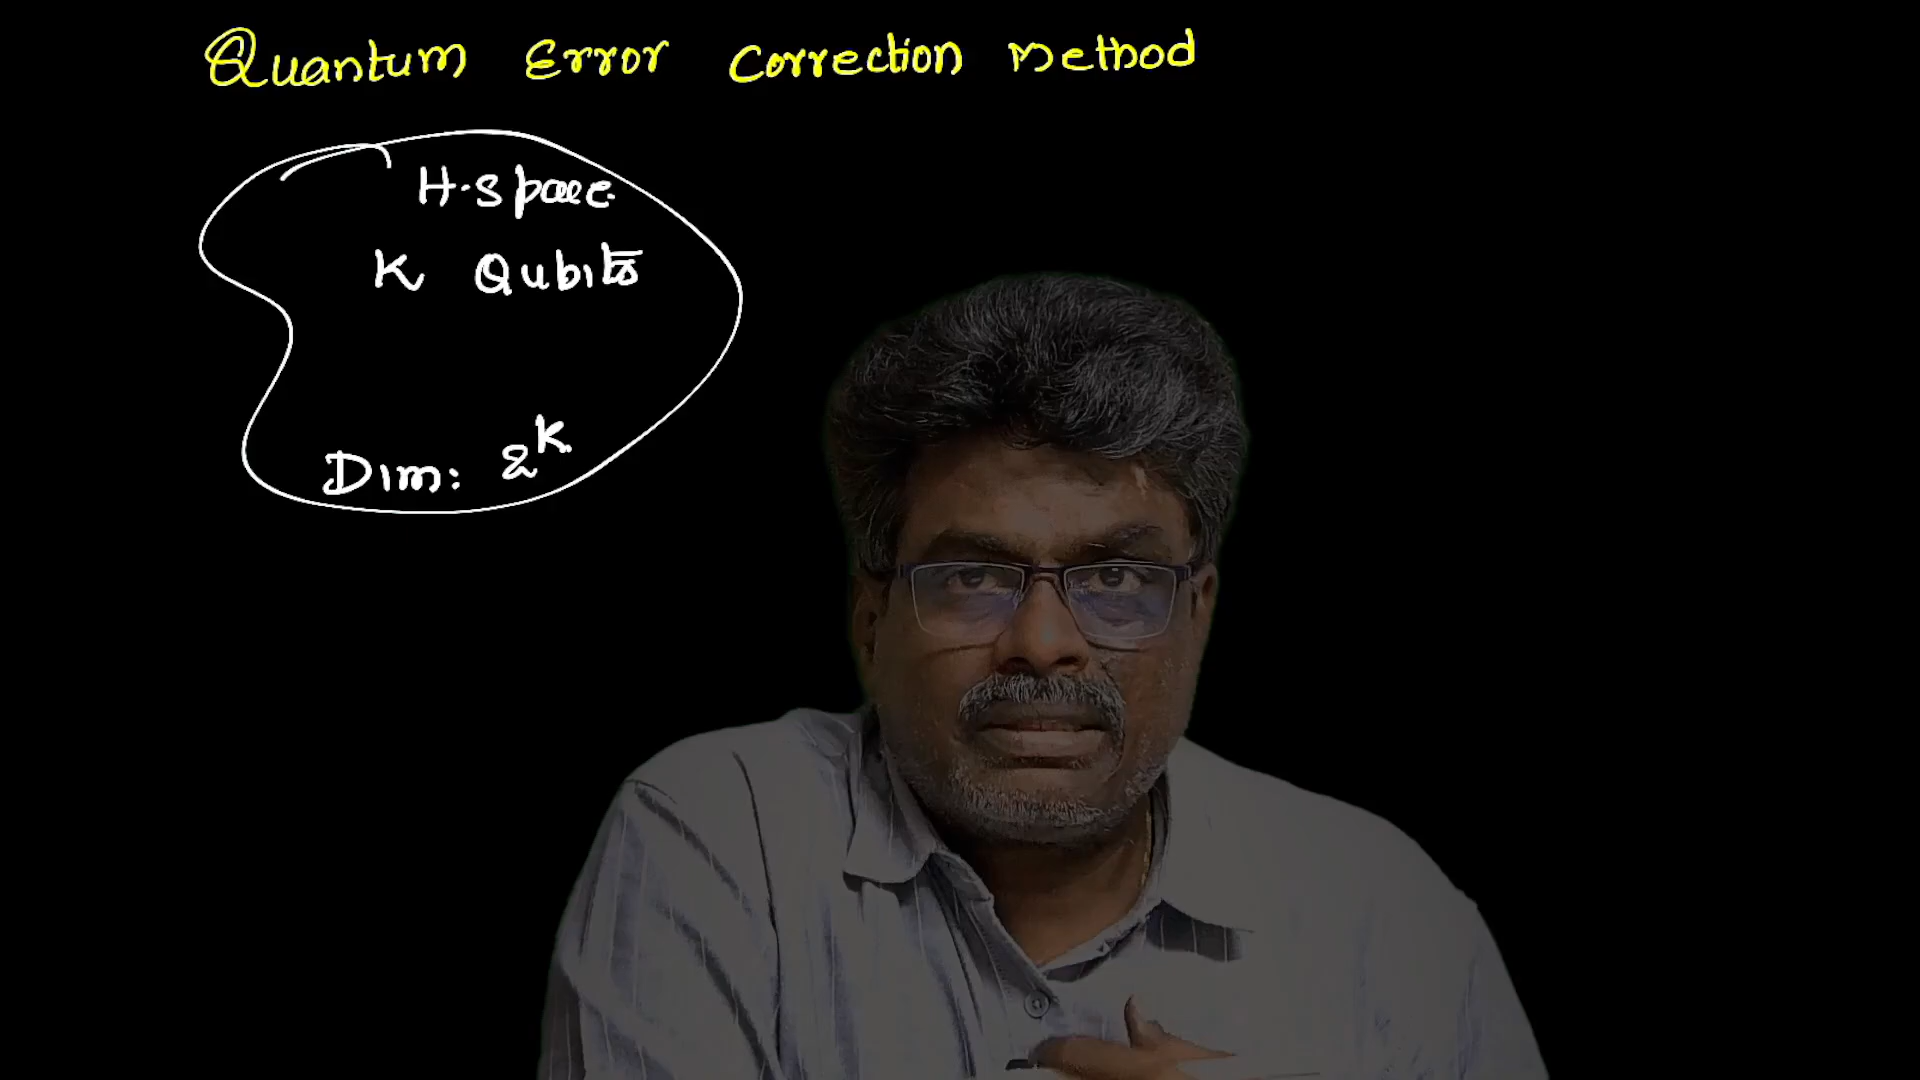 Quantum Error Correction Method
H-Space
K Qubits
Dim: 2^k